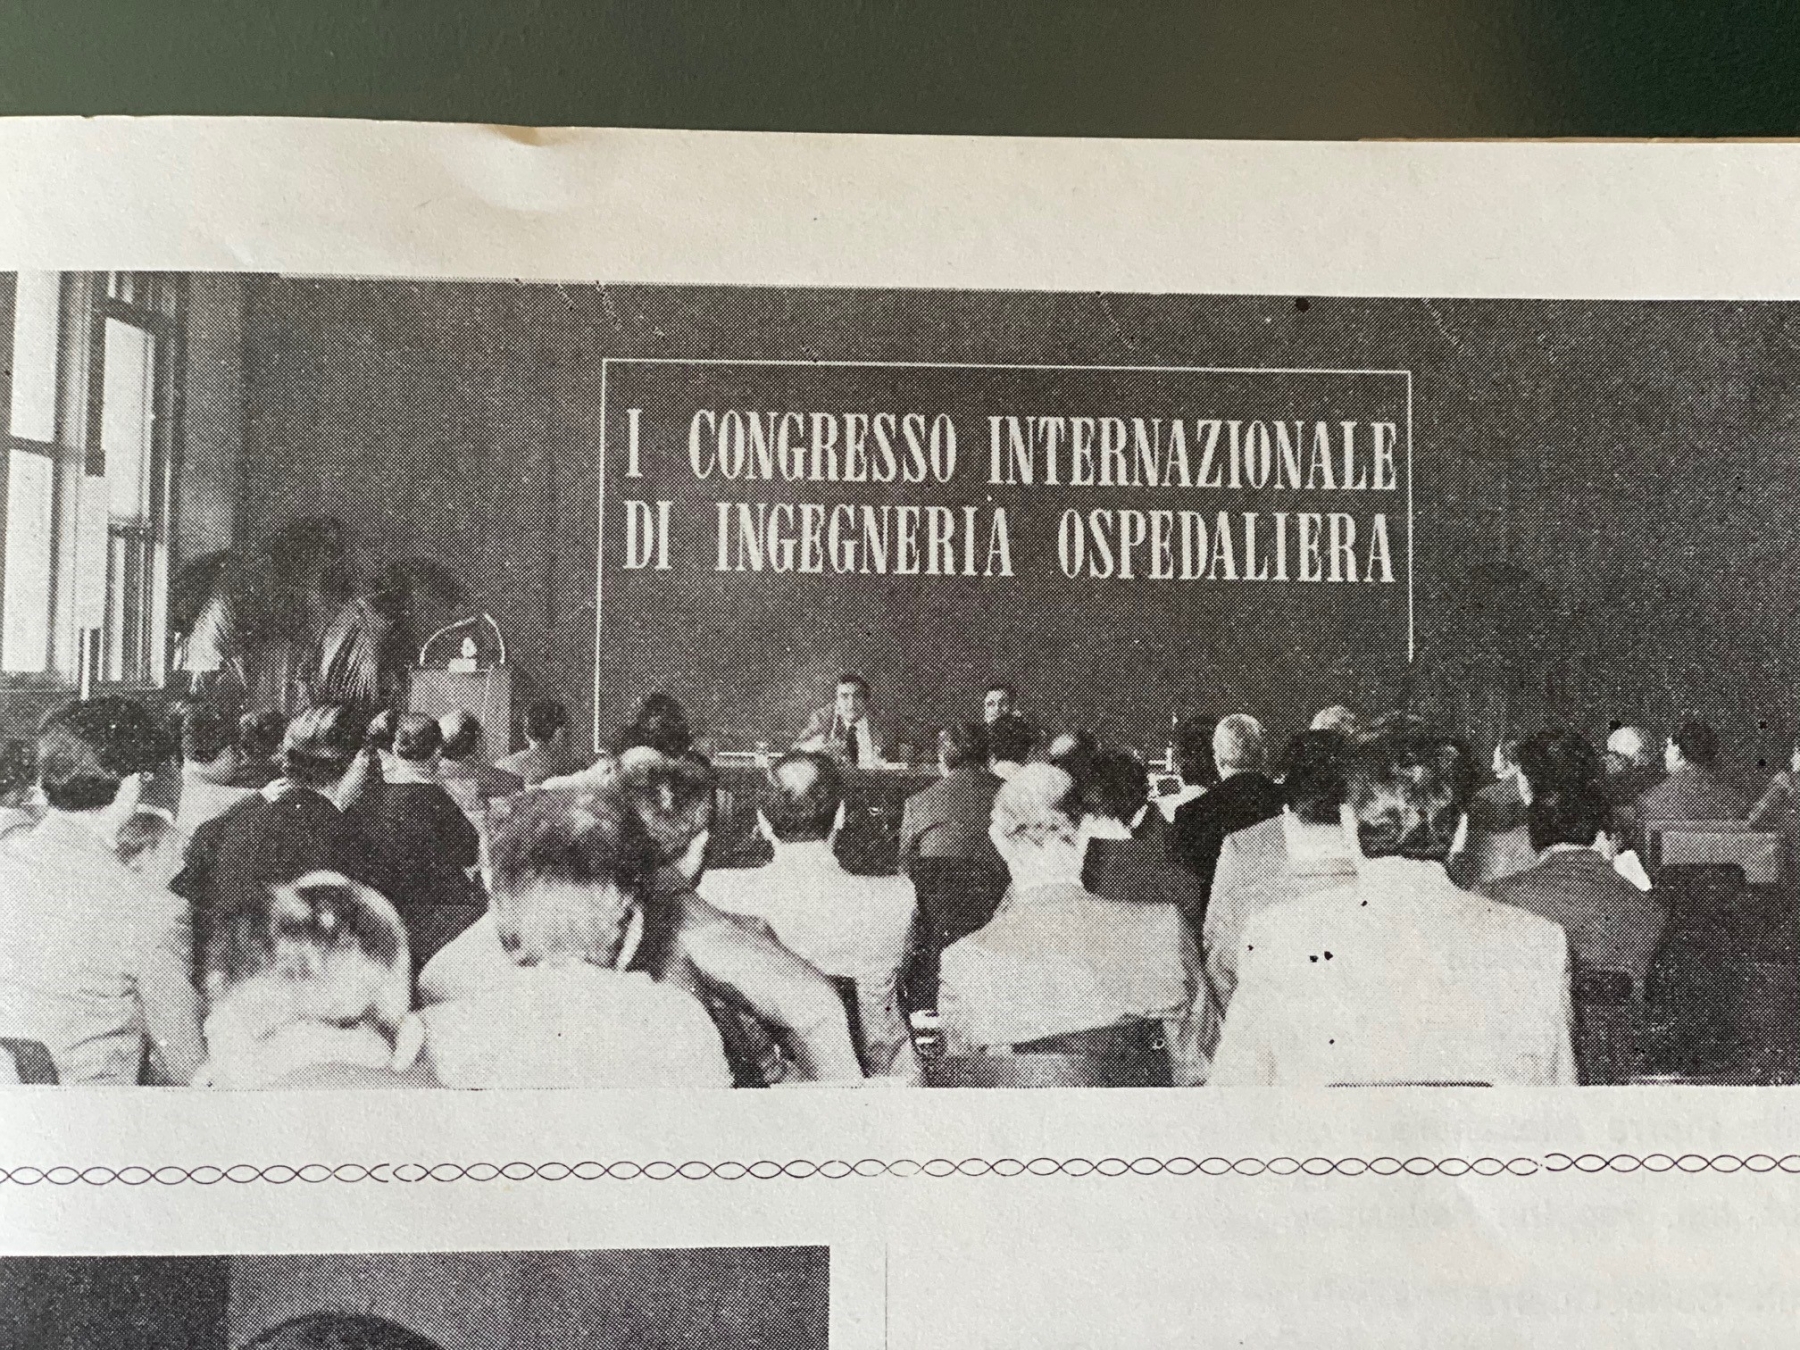 I CONGRESSO INTERNAZIONALE
DI INGEGNERIA OSPEDALIERA